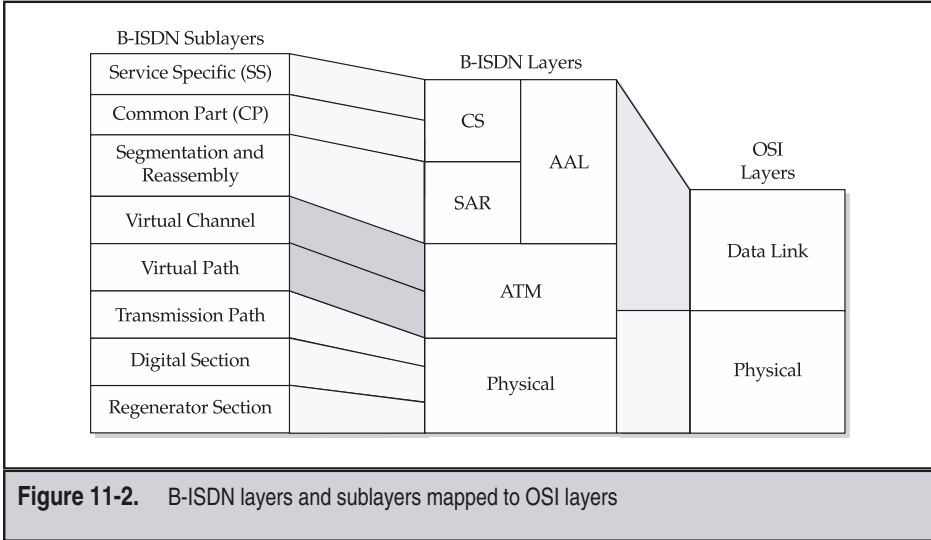 B-ISDN Sublayers
Service Specific (SS)
Common Part (CP)
Segmentation and
Reassembly
Virtual Channel
Virtual Path
Transmission Path
Digital Section
Regenerator Section
B-ISDN Layers
CS
AAL
SAR
ATM
Physical
OSI
Layers
Data Link
Physical
Figure 11-2. B-ISDN layers and sublayers mapped to OSI layers